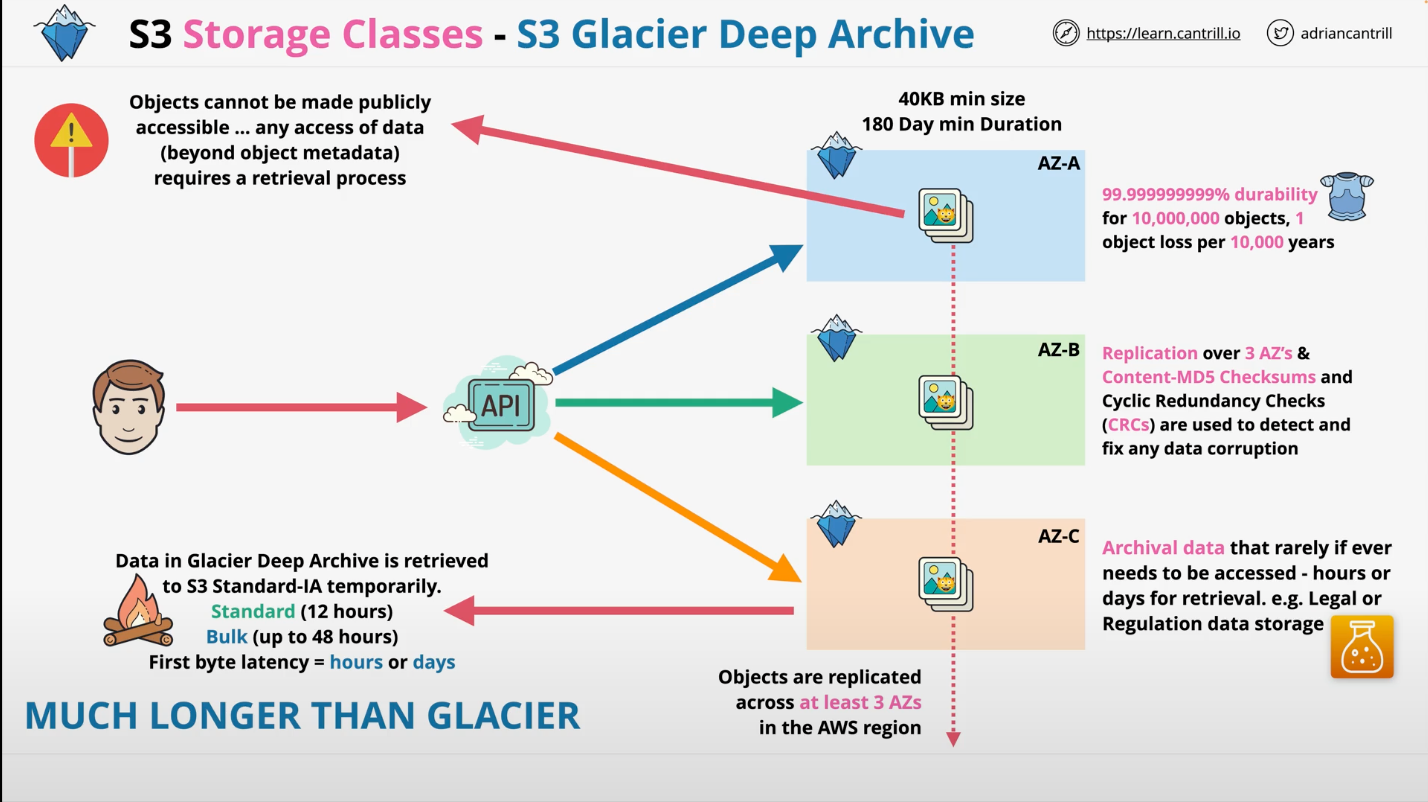 S3 Storage Classes - S3 Glacier Deep Archive
https://learn.cantrill.io
adriancantrill
Objects cannot be made publicly
accessible ... any access of data
(beyond object metadata)
requires a retrieval process
40KB min size
180 Day min Duration
AZ-A
99.999999999% durability
for 10,000,000 objects, 1
object loss per 10,000 years
API
AZ-B
Replication over 3 AZ's &
Content-MD5 Checksums and
Cyclic Redundancy Checks
(CRCs) are used to detect and
fix any data corruption
AZ-C
Archival data that rarely if ever
needs to be accessed - hours or
days for retrieval. e.g. Legal or
Regulation data storage
Data in Glacier Deep Archive is retrieved
to S3 Standard-IA temporarily.
Standard (12 hours)
Bulk (up to 48 hours)
First byte latency = hours or days
MUCH LONGER THAN GLACIER
Objects are replicated
across at least 3 AZs
in the AWS region